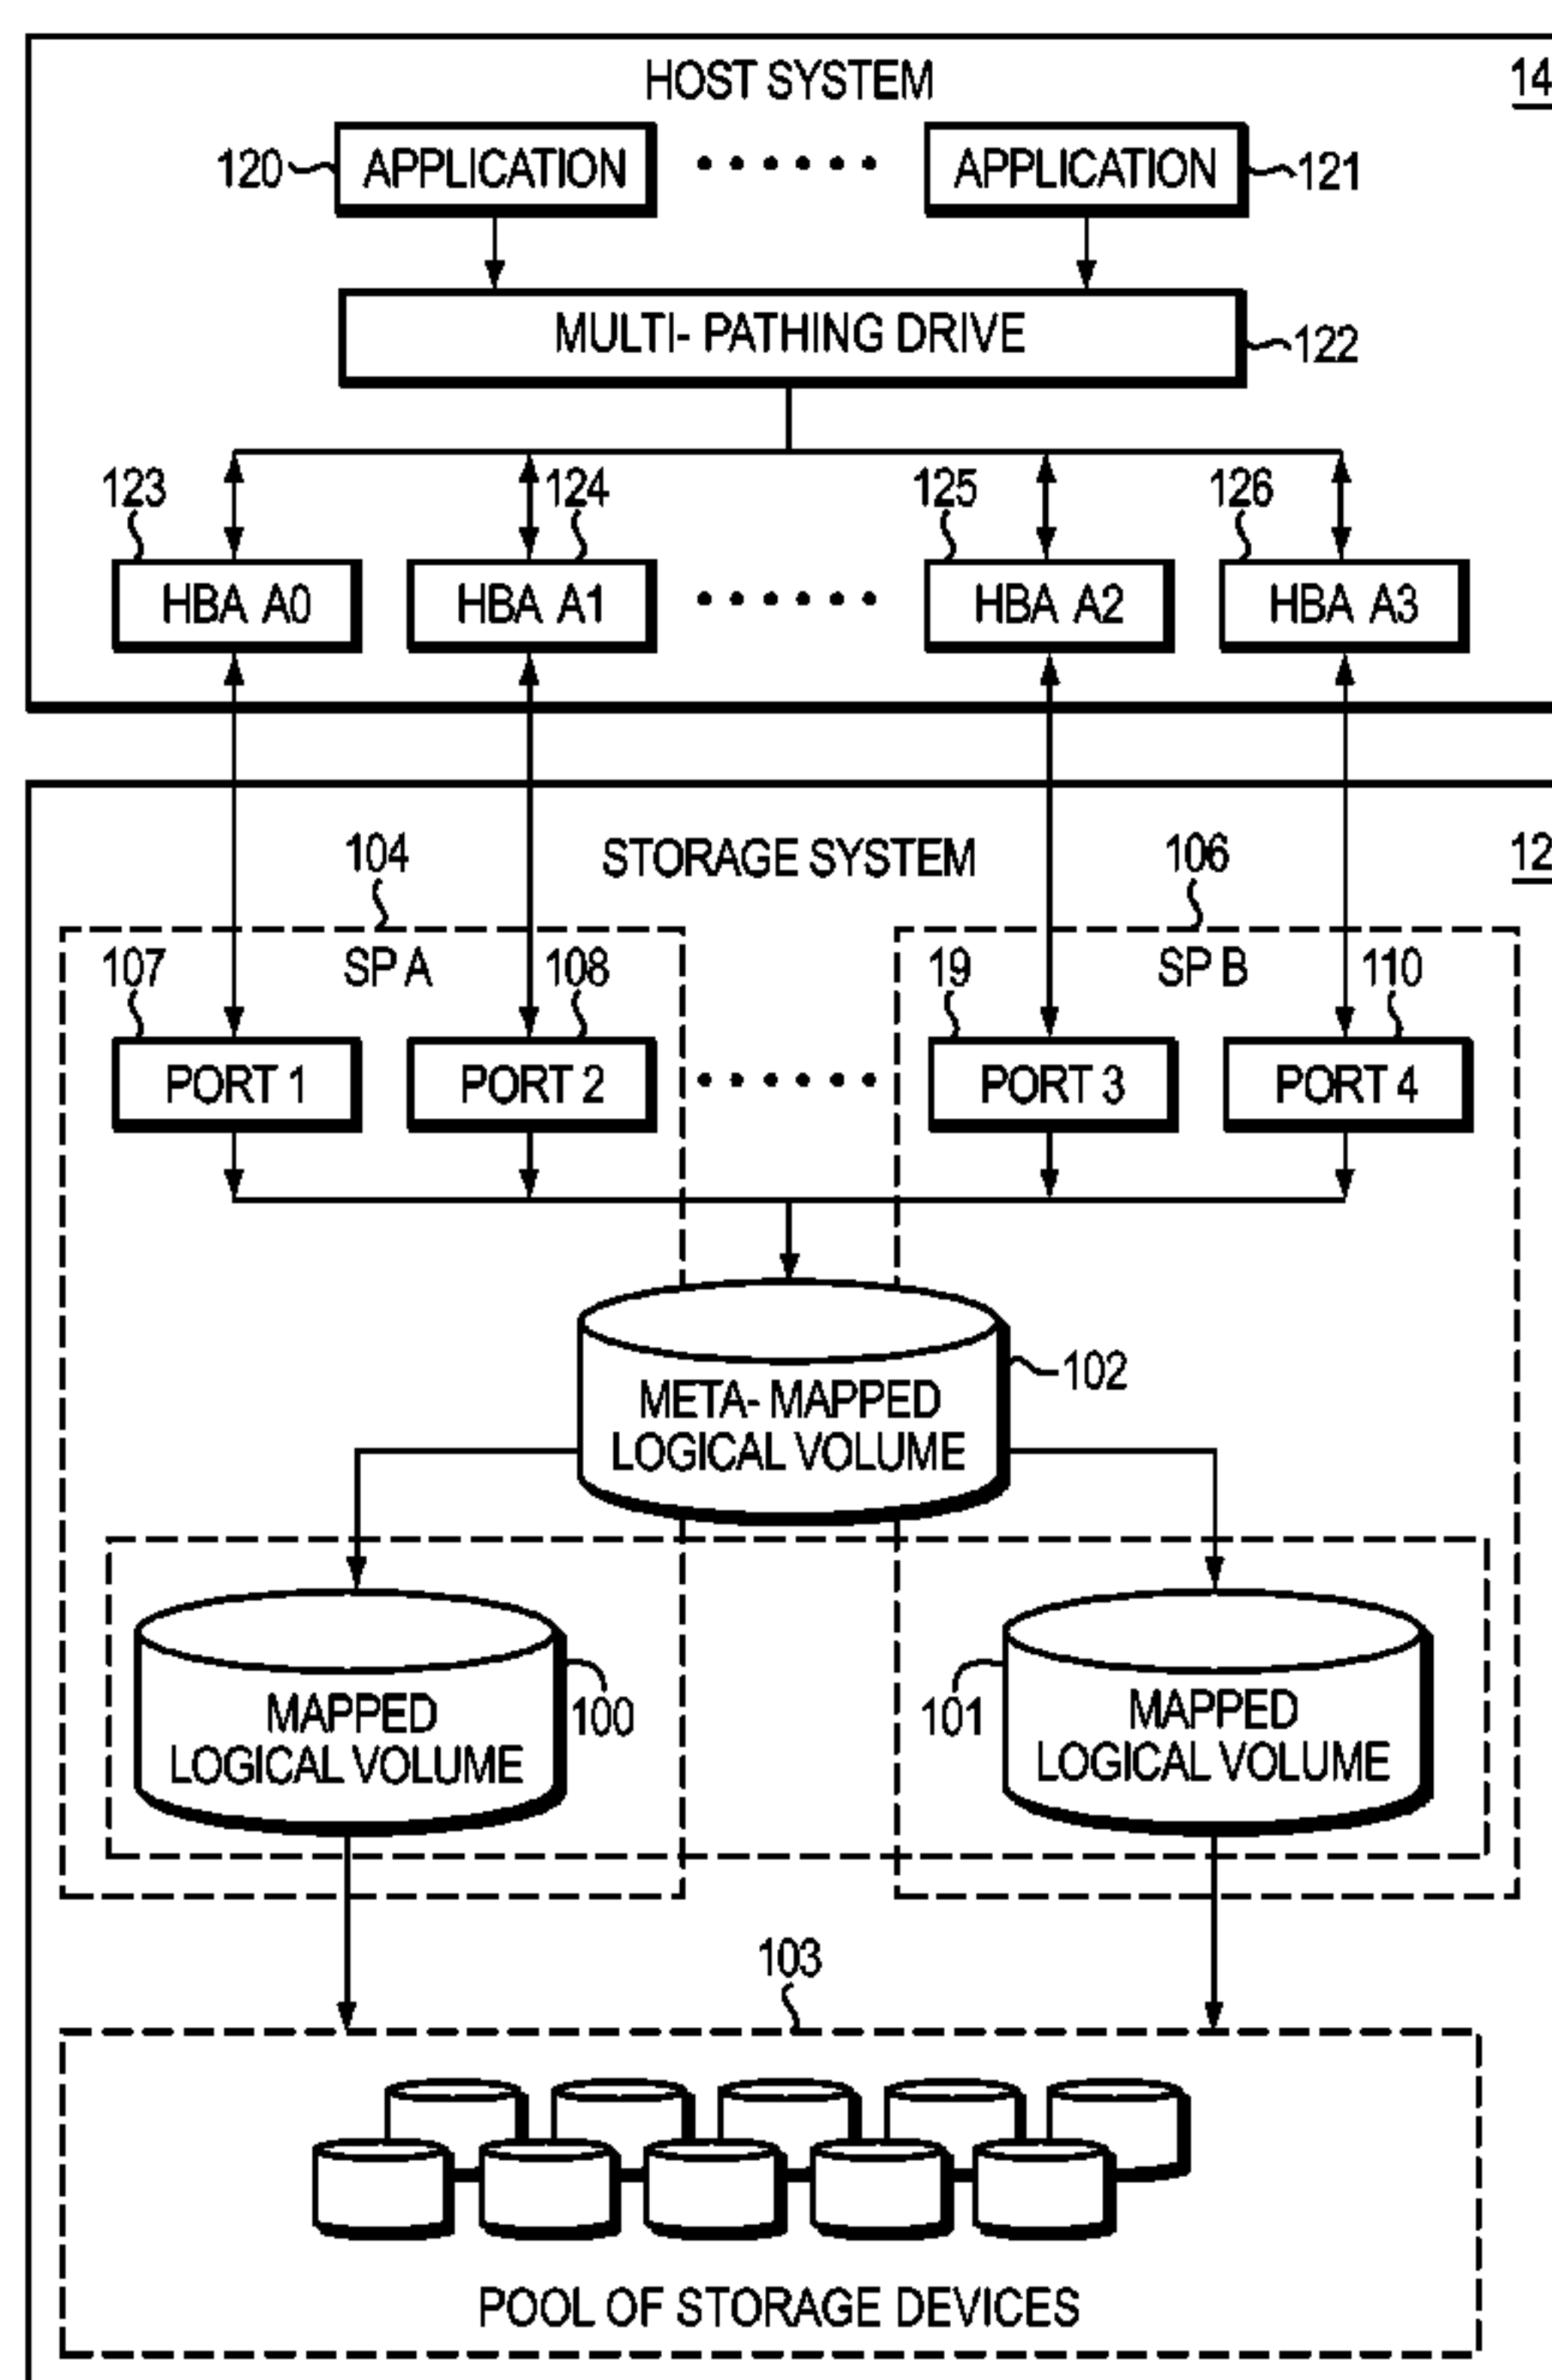 HOST SYSTEM
14
120 APPLICATION APPLICATION 121
MULTI- PATHING DRIVE
122
123 124 125 126
HBA A0 HBA A1 HBA A2 HBA A3
104 STORAGE SYSTEM 106 12
107 SP A 108 19 SP B 110
PORT 1 PORT 2 PORT 3 PORT 4
102
META- MAPPED
LOGICAL VOLUME
MAPPED
LOGICAL VOLUME
100
101
MAPPED
LOGICAL VOLUME
103
POOL OF STORAGE DEVICES